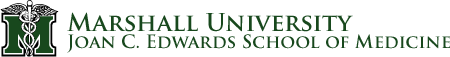 M
Marshall University
Joan C. Edwards School of Medicine